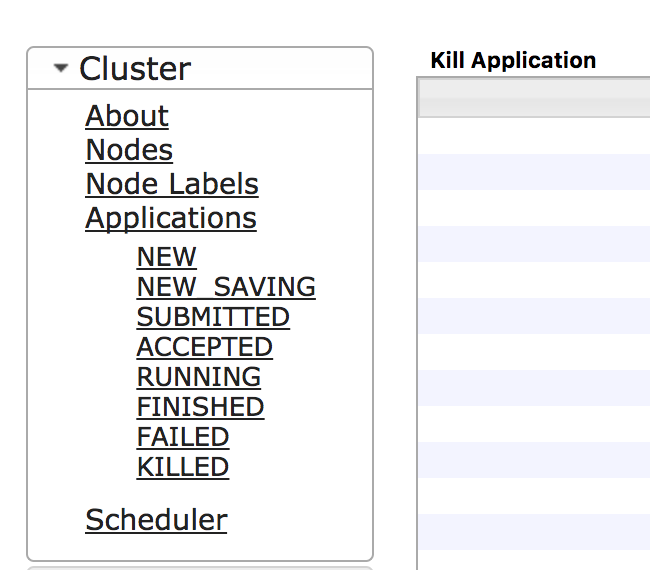 Cluster
About
Nodes
Node Labels
Applications
NEW
NEW_SAVING
SUBMITTED
ACCEPTED
RUNNING
FINISHED
FAILED
KILLED
Scheduler
Kill Application